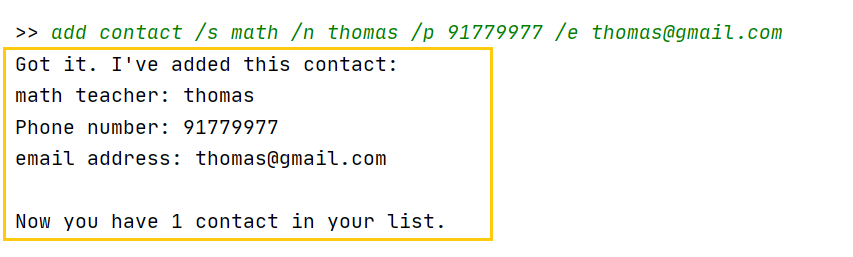 >> add contact /s math /n thomas /p 91779977 /e thomas@gmail.com
Got it. I've added this contact:
math teacher: thomas
Phone number: 91779977
email address: thomas@gmail.com
Now you have 1 contact in your list.